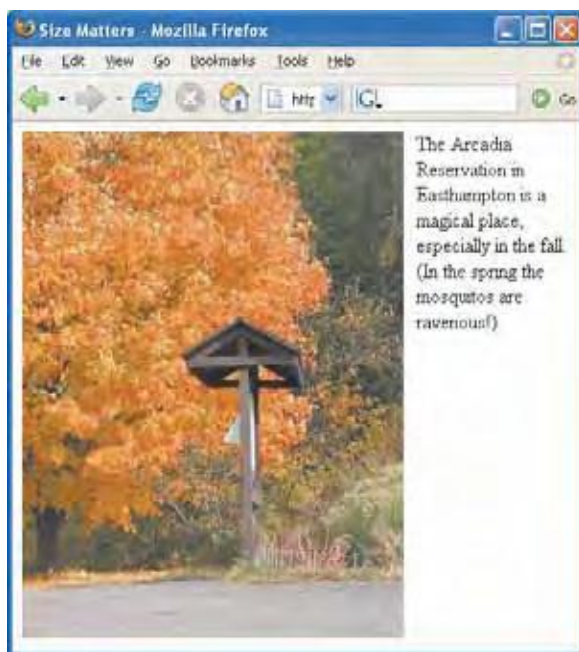 Size Matters - Mozilla Firefox
File Edit View Go Bookmarks Tools Help
http G Go
The Arcadia
Reservation in
Easthampton is a
magical place,
especially in the fall.
(In the spring the
mosquitos are
ravenous!)